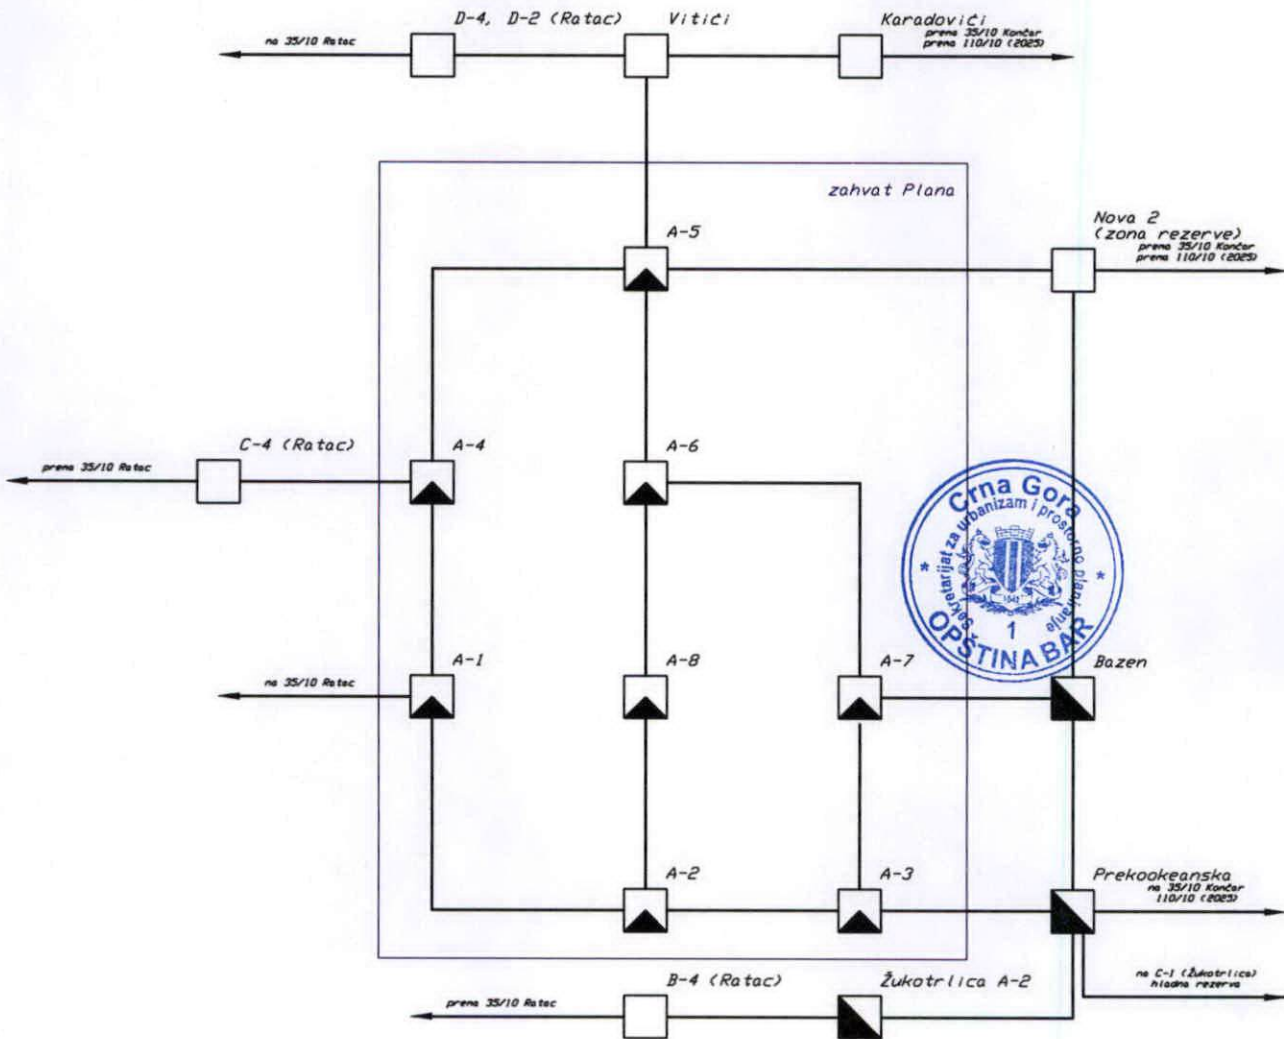 D-4, D-2 (Ratac)
Vitići
Karadovići
na 35/10 Ratac
prema 35/10 Končar
prema 110/10 (2025)
zahvat Plana
A-5
Nova 2
(zona rezerve)
prema 35/10 Končar
prema 110/10 (2025)
C-4 (Ratac)
A-4
A-6
prema 35/10 Ratac
Crna Gora
Sekretarijat za urbanizam i prostorno planiranje
1
OPŠTINA BAR
A-1
A-8
A-7
Bazen
na 35/10 Ratac
A-2
A-3
Prekookeanska
na 35/10 Končar
110/10 (2025)
B-4 (Ratac)
Žukotrlica A-2
na C-1 (Žukotrlica)
hladna rezerva
prema 35/10 Ratac